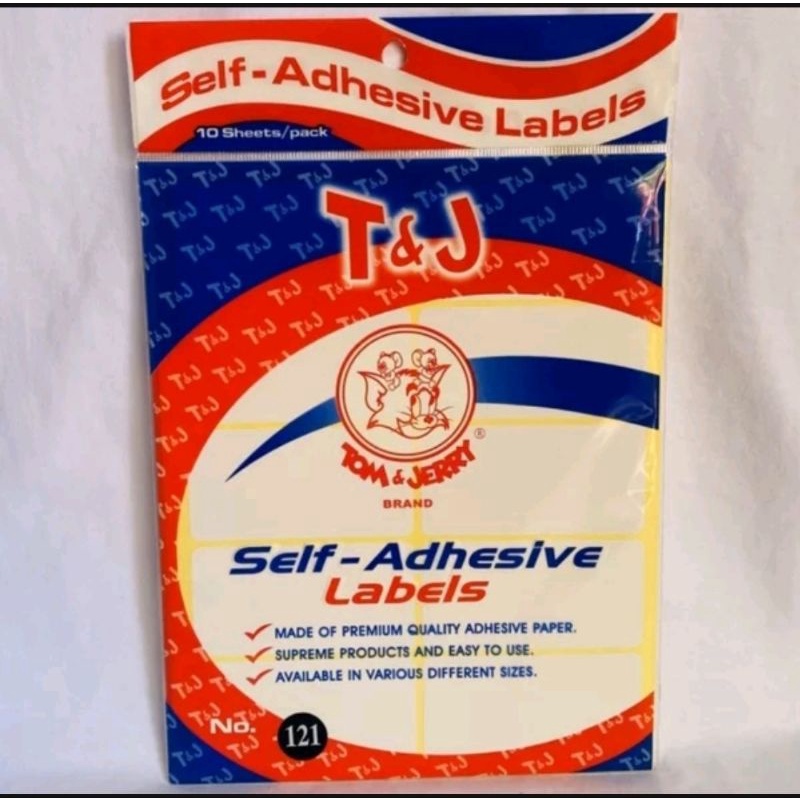 Self-Adhesive Labels
10 Sheets/pack
T&J
TOM & JERRY ®
BRAND
Self-Adhesive
Labels
MADE OF PREMIUM QUALITY ADHESIVE PAPER.
SUPREME PRODUCTS AND EASY TO USE.
AVAILABLE IN VARIOUS DIFFERENT SIZES.
No. 121